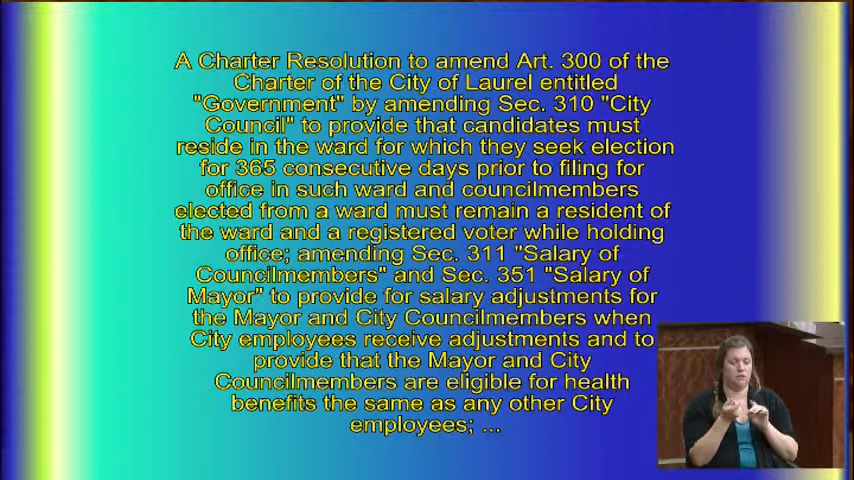 A Charter Resolution to amend Art. 300 of the
Charter of the City of Laurel entitled
"Government" by amending Sec. 310 "City
Council" to provide that candidates must
reside in the ward for which they seek election
for 365 consecutive days prior to filing for
office in such ward and councilmembers
elected from a ward must remain a resident of
the ward and a registered voter while holding
office; amending Sec. 311 "Salary of
Councilmembers" and Sec. 351 "Salary of
Mayor" to provide for salary adjustments for
the Mayor and City Councilmembers when
City employees receive adjustments and to
provide that the Mayor and City
Councilmembers are eligible for health
benefits the same as any other City
employees; ...